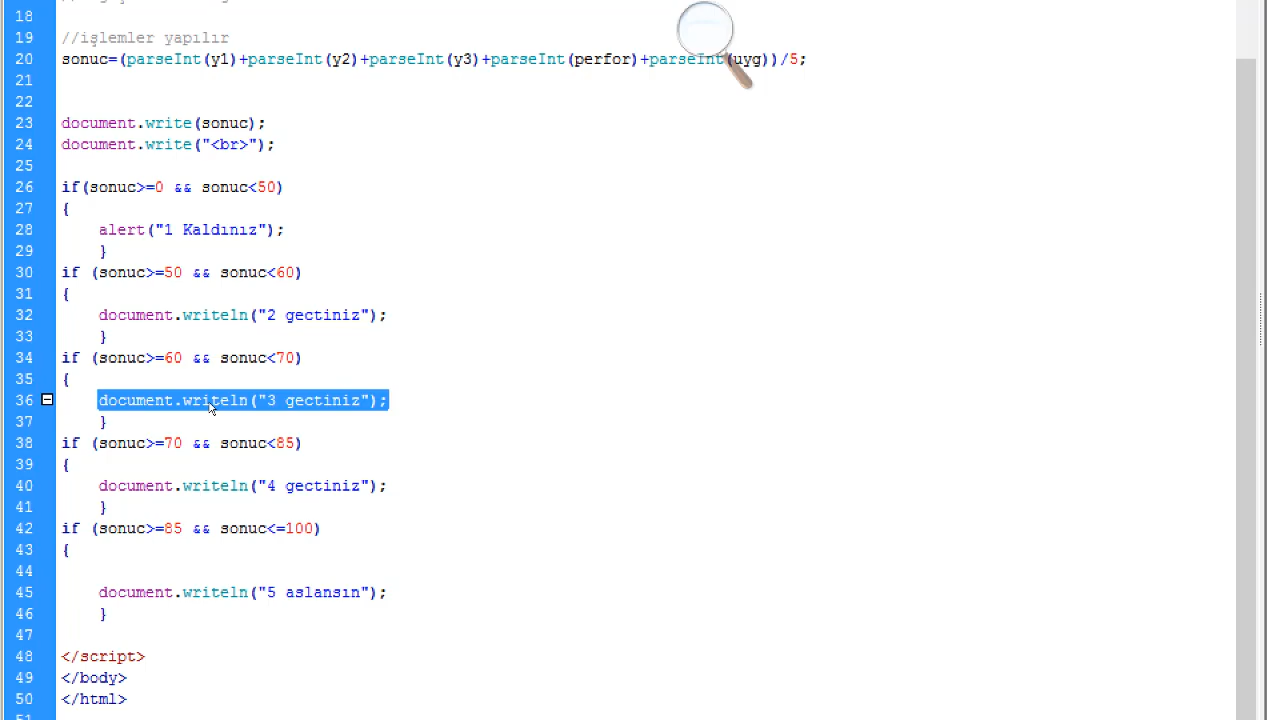 18
19 //işlemler yapılır
20 sonuc=(parseInt(y1)+parseInt(y2)+parseInt(y3)+parseInt(perfor)+parseInt(uyg))/5;
21
22
23 document.write(sonuc);
24 document.write("<br>");
25
26 if(sonuc>=0 && sonuc<50)
27 {
28 alert("1 Kaldınız");
29 }
30 if (sonuc>=50 && sonuc<60)
31 {
32 document.writeln("2 gectiniz");
33 }
34 if (sonuc>=60 && sonuc<70)
35 {
36 document.writeln("3 gectiniz");
37 }
38 if (sonuc>=70 && sonuc<85)
39 {
40 document.writeln("4 gectiniz");
41 }
42 if (sonuc>=85 && sonuc<=100)
43 {
44
45 document.writeln("5 aslansın");
46 }
47
48 </script>
49 </body>
50 </html>